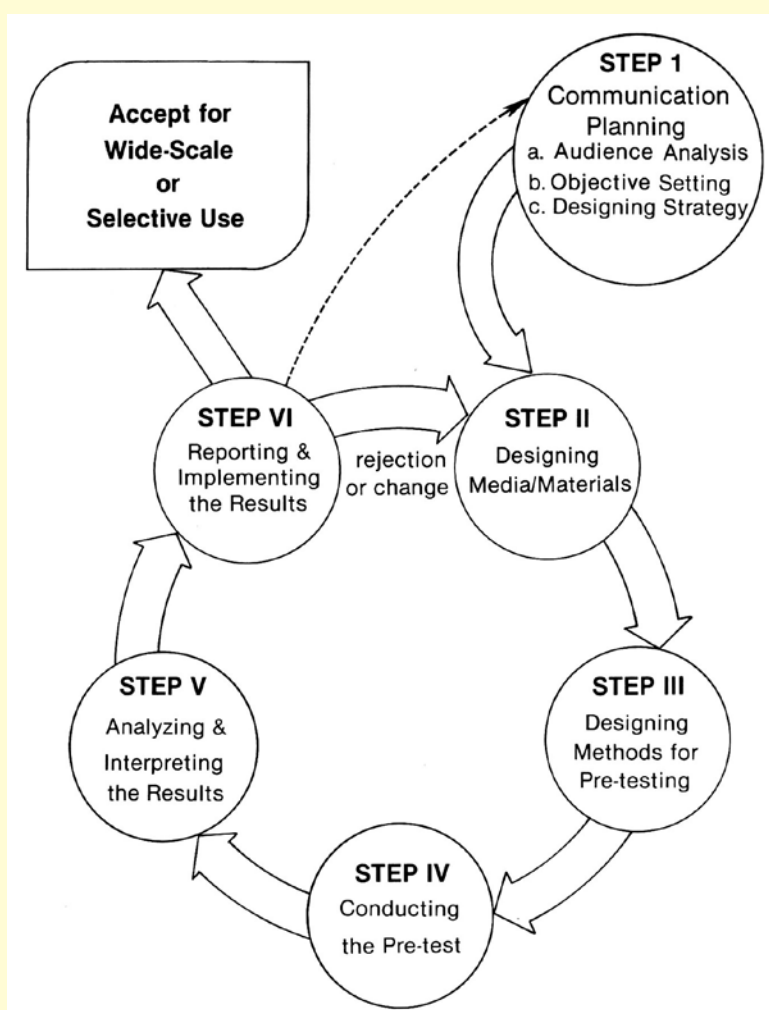 Accept for
Wide-Scale
or
Selective Use
STEP 1
Communication
Planning
a. Audience Analysis
b. Objective Setting
c. Designing Strategy
STEP VI
Reporting &
Implementing
the Results
rejection
or change
STEP II
Designing
Media/Materials
STEP III
Designing
Methods for
Pre-testing
STEP IV
Conducting
the Pre-test
STEP V
Analyzing &
Interpreting
the Results